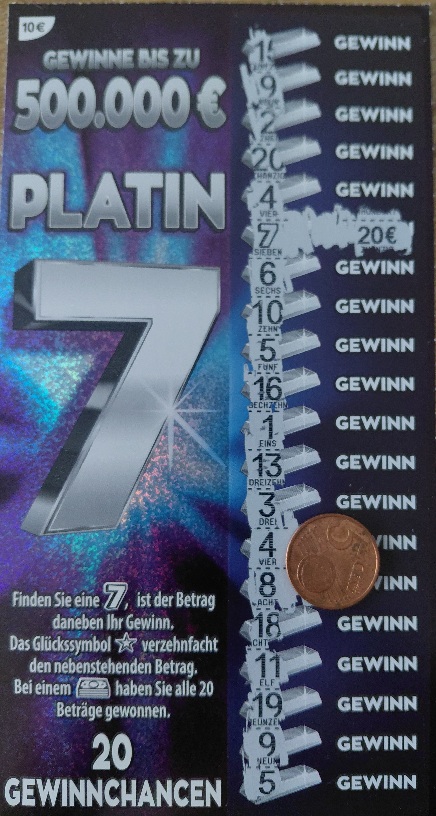 10€
GEWINNE BIS ZU
500.000 €
PLATIN
7
Finden Sie eine 7, ist der Betrag
daneben Ihr Gewinn.
Das Glückssymbol verzehnfacht
den nebenstehenden Betrag.
Bei einem haben Sie alle 20
Beträge gewonnen.
20
GEWINNCHANCEN
GEWINN
9 GEWINN
2 GEWINN
20 GEWINN
4 GEWINN
VIER
7 20€
SIEBEN
6 GEWINN
SECHS
10 GEWINN
ZEHN
5 GEWINN
FÜNF
16 GEWINN
SECHZEHN
1 GEWINN
EINS
13 GEWINN
DREIZEHN
3 GEWINN
DREI
4
VIER
8
ACHT
18 GEWINN
11 GEWINN
ELF
19 GEWINN
9 GEWINN
NEUN
5 GEWINN